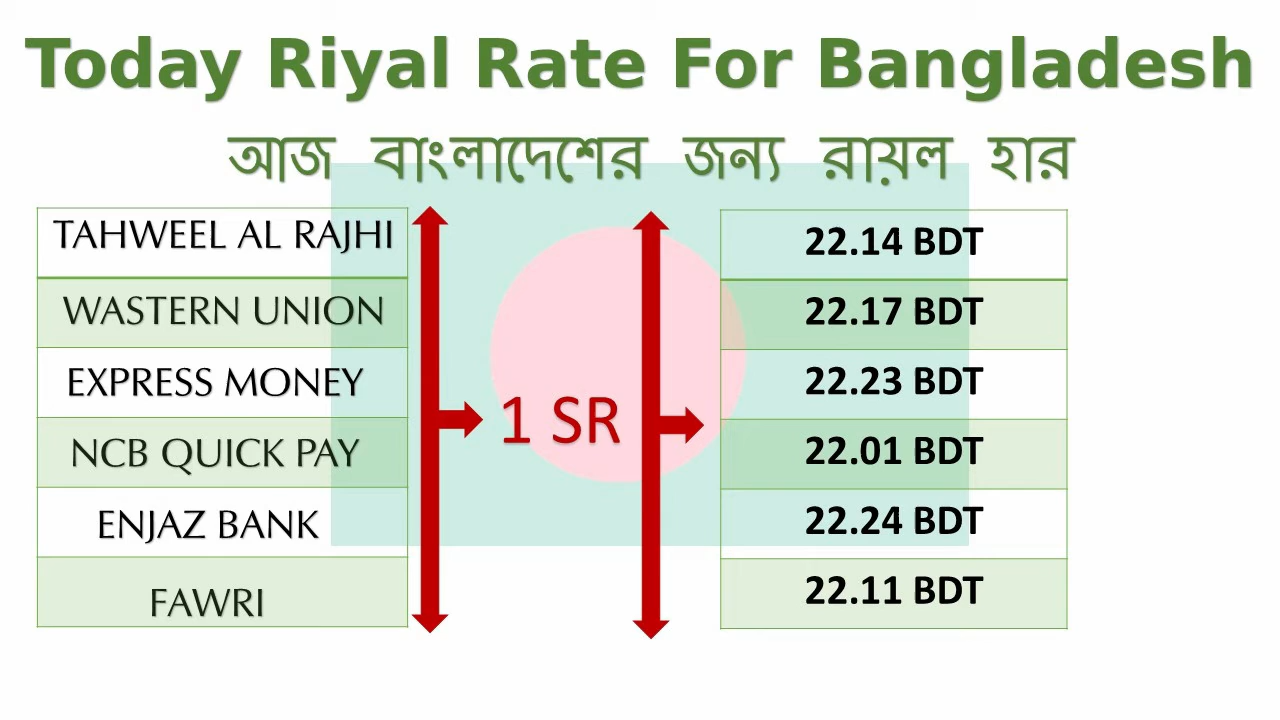 Today Riyal Rate For Bangladesh
আজ বাংলাদেশের জন্য রায়ল হার
TAHWEEL AL RAJHI 22.14 BDT
WASTERN UNION 22.17 BDT
EXPRESS MONEY 22.23 BDT
1 SR
NCB QUICK PAY 22.01 BDT
ENJAZ BANK 22.24 BDT
FAWRI 22.11 BDT